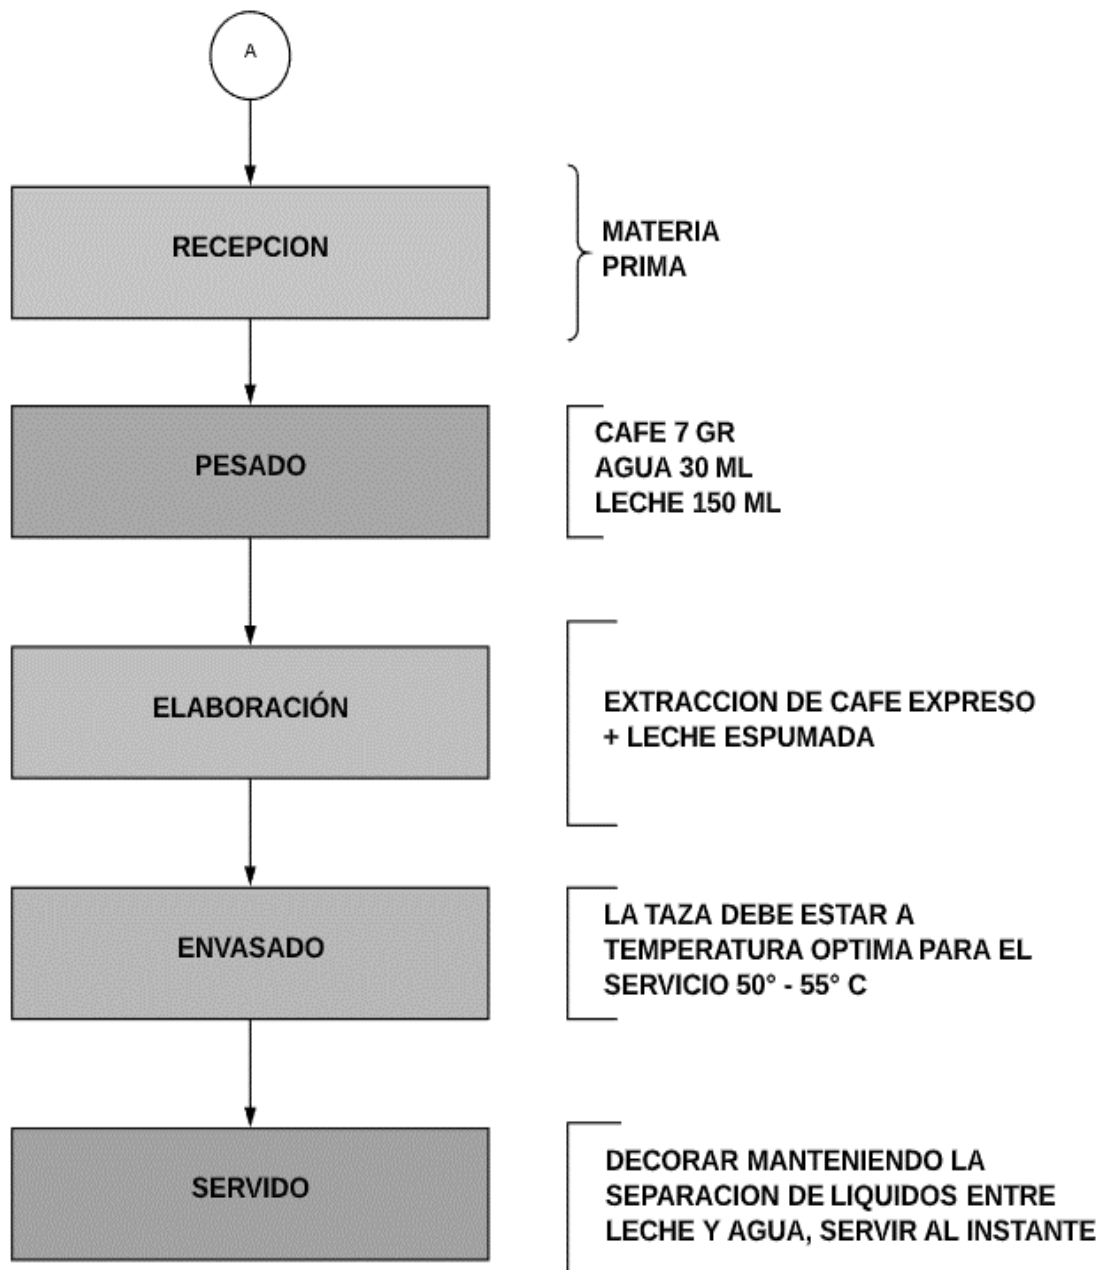 A
RECEPCION
MATERIA
PRIMA
PESADO
CAFE 7 GR
AGUA 30 ML
LECHE 150 ML
ELABORACIÓN
EXTRACCION DE CAFE EXPRESO
+ LECHE ESPUMADA
ENVASADO
LA TAZA DEBE ESTAR A
TEMPERATURA OPTIMA PARA EL
SERVICIO 50° - 55° C
SERVIDO
DECORAR MANTENIENDO LA
SEPARACION DE LIQUIDOS ENTRE
LECHE Y AGUA, SERVIR AL INSTANTE